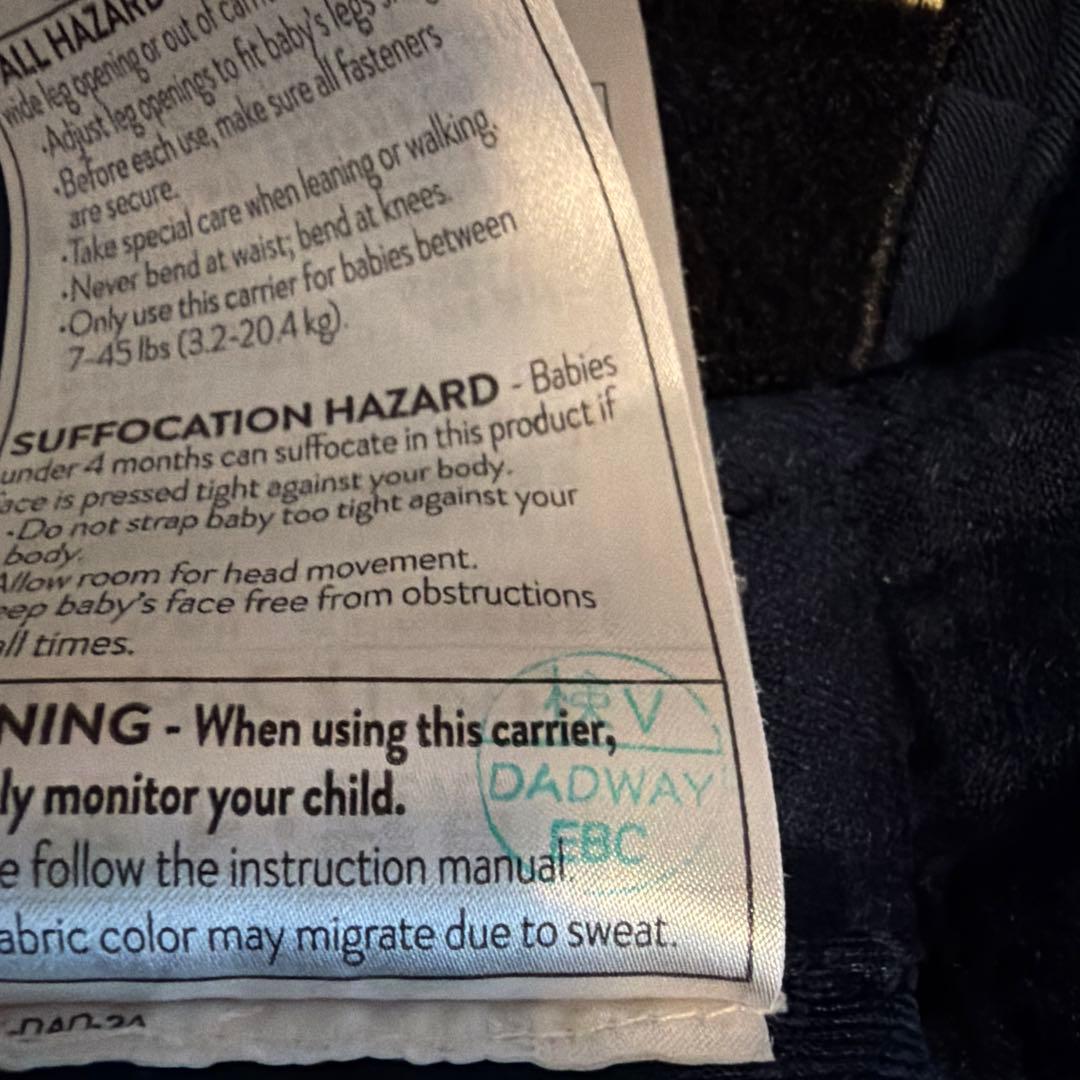 ALL HAZARD
wide leg opening or out of
·Adjust leg openings to fit baby's legs
·Before each use, make sure all fasteners
are secure.
·Take special care when leaning or walking.
·Never bend at waist; bend at knees.
·Only use this carrier for babies between
7-45 lbs (3.2-20.4 kg).
SUFFOCATION HAZARD - Babies
under 4 months can suffocate in this product if
ace is pressed tight against your body.
·Do not strap baby too tight against your
body.
Allow room for head movement.
eep baby's face free from obstructions
all times.
NING - When using this carrier,
ly monitor your child.
e follow the instruction manual.
abric color may migrate due to sweat.
検 V
DADWAY
EBC